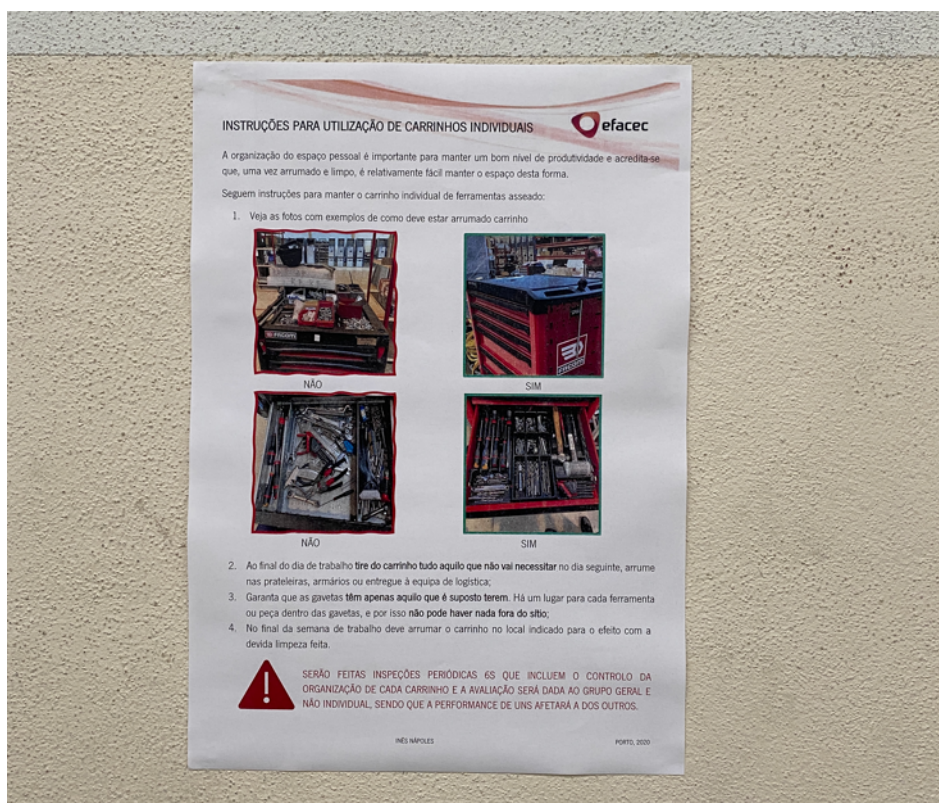 INSTRUÇÕES PARA UTILIZAÇÃO DE CARRINHOS INDIVIDUAIS
efacec
A organização do espaço pessoal é importante para manter um bom nível de produtividade e acredita-se
que, uma vez arrumado e limpo, é relativamente fácil manter o espaço desta forma.
Seguem instruções para manter o carrinho individual de ferramentas asseado:
1. Veja as fotos com exemplos de como deve estar arrumado carrinho
FACOM
FACOM
NÃO
SIM
NÃO
SIM
2. Ao final do dia de trabalho tire do carrinho tudo aquilo que não vai necessitar no dia seguinte, arrume
nas prateleiras, armários ou entregue à equipa de logística;
3. Garanta que as gavetas têm apenas aquilo que é suposto terem. Há um lugar para cada ferramenta
ou peça dentro das gavetas, e por isso não pode haver nada fora do sítio;
4. No final da semana de trabalho deve arrumar o carrinho no local indicado para o efeito com a
devida limpeza feita.
SERÃO FEITAS INSPEÇÕES PERIÓDICAS 6S QUE INCLUEM O CONTROLO DA
ORGANIZAÇÃO DE CADA CARRINHO E A AVALIAÇÃO SERÁ DADA AO GRUPO GERAL E
NÃO INDIVIDUAL, SENDO QUE A PERFORMANCE DE UNS AFETARÁ A DOS OUTROS.
INÊS NÁPOLES
PORTO, 2020